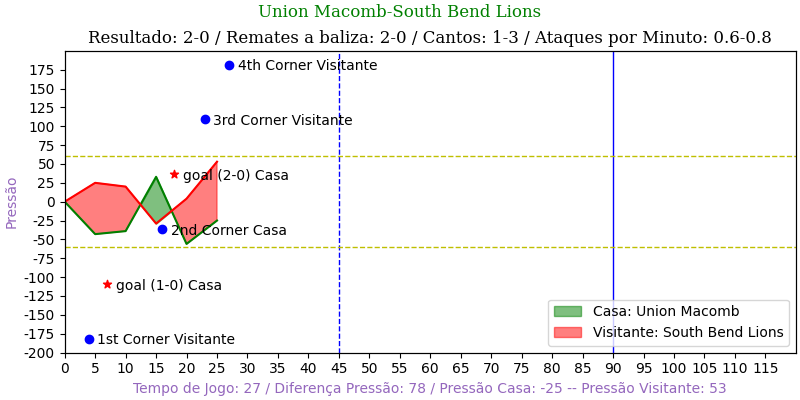 Union Macomb-South Bend Lions
Resultado: 2-0 / Remates a baliza: 2-0 / Cantos: 1-3 / Ataques por Minuto: 0.6-0.8
Pressão
175
150
125
100
75
50
25
0
-25
-50
-75
-100
-125
-150
-175
-200
4th Corner Visitante
3rd Corner Visitante
goal (2-0) Casa
2nd Corner Casa
goal (1-0) Casa
1st Corner Visitante
Casa: Union Macomb
Visitante: South Bend Lions
0 5 10 15 20 25 30 35 40 45 50 55 60 65 70 75 80 85 90 95 100 105 110 115
Tempo de Jogo: 27 / Diferença Pressão: 78 / Pressão Casa: -25 -- Pressão Visitante: 53